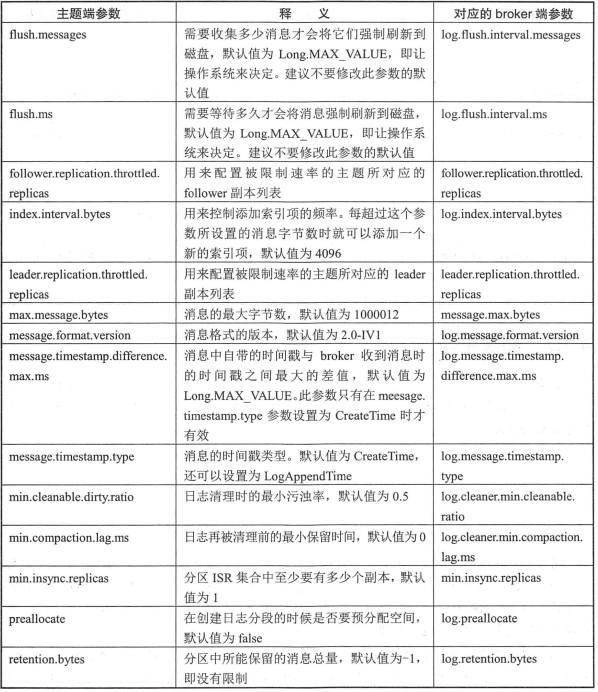 主题端参数 释 义 对应的 broker 端参数
flush.messages 需要收集多少消息才会将它们强制刷新到 log.flush.interval.messages
磁盘，默认值为 Long.MAX_VALUE，即让
操作系统来决定。建议不要修改此参数的默
认值
flush.ms 需要等待多久才会将消息强制刷新到磁盘， log.flush.interval.ms
默认值为 Long.MAX_VALUE，即让操作系
统来决定。建议不要修改此参数的默认值
follower.replication.throttled. 用来配置被限制速率的主题所对应的 follower.replication.throttled.
replicas follower 副本列表 replicas
index.interval.bytes 用来控制添加索引项的频率。每超过这个参 log.index.interval.bytes
数所设置的消息字节数时就可以添加一个
新的索引项，默认值为 4096
leader.replication.throttled. 用来配置被限制速率的主题所对应的 leader leader.replication.throttled.
replicas 副本列表 replicas
max.message.bytes 消息的最大字节数，默认值为 1000012 message.max.bytes
message.format.version 消息格式的版本，默认值为 2.0-IV1 log.message.format.version
message.timestamp.difference. 消息中自带的时间戳与 broker 收到消息时 log.message.timestamp.
max.ms 的时间戳之间最大的差值，默认值为 difference.max.ms
Long.MAX_VALUE。此参数只有在 meesage.
timestamp.type 参数设置为 CreateTime 时才
有效
message.timestamp.type 消息的时间戳类型。默认值为 CreateTime， log.message.timestamp.
还可以设置为 LogAppendTime type
min.cleanable.dirty.ratio 日志清理时的最小污浊率，默认值为 0.5 log.cleaner.min.cleanable.
ratio
min.compaction.lag.ms 日志再被清理前的最小保留时间，默认值为 0 log.cleaner.min.compaction.
lag.ms
min.insync.replicas 分区 ISR 集合中至少要有多少个副本，默认 min.insync.replicas
值为 1
preallocate 在创建日志分段的时候是否要预分配空间， log.preallocate
默认值为 false
retention.bytes 分区中所能保留的消息总量，默认值为-1， log.retention.bytes
即没有限制